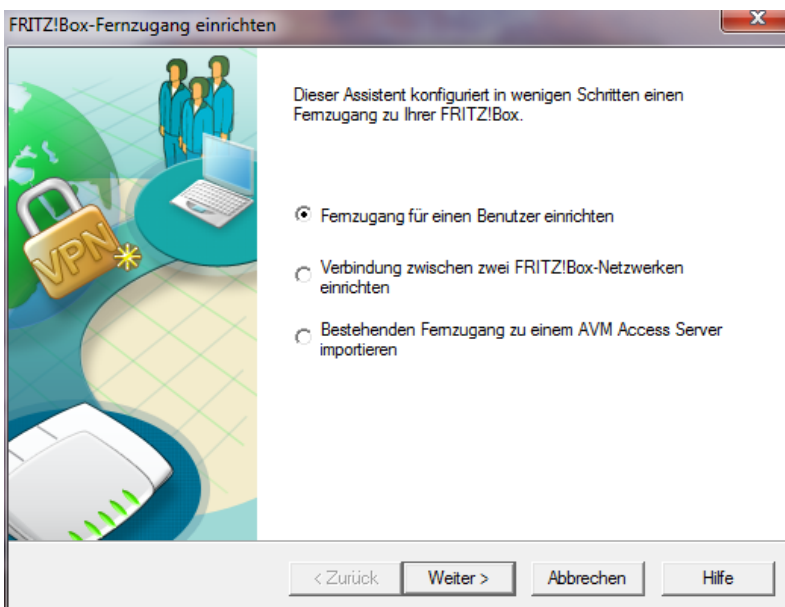 FRITZ!Box-Fernzugang einrichten
x
Dieser Assistent konfiguriert in wenigen Schritten einen
Fernzugang zu Ihrer FRITZ!Box.
Fernzugang für einen Benutzer einrichten
Verbindung zwischen zwei FRITZ!Box-Netzwerken
einrichten
Bestehenden Fernzugang zu einem AVM Access Server
importieren
VPN
< Zurück
Weiter >
Abbrechen
Hilfe